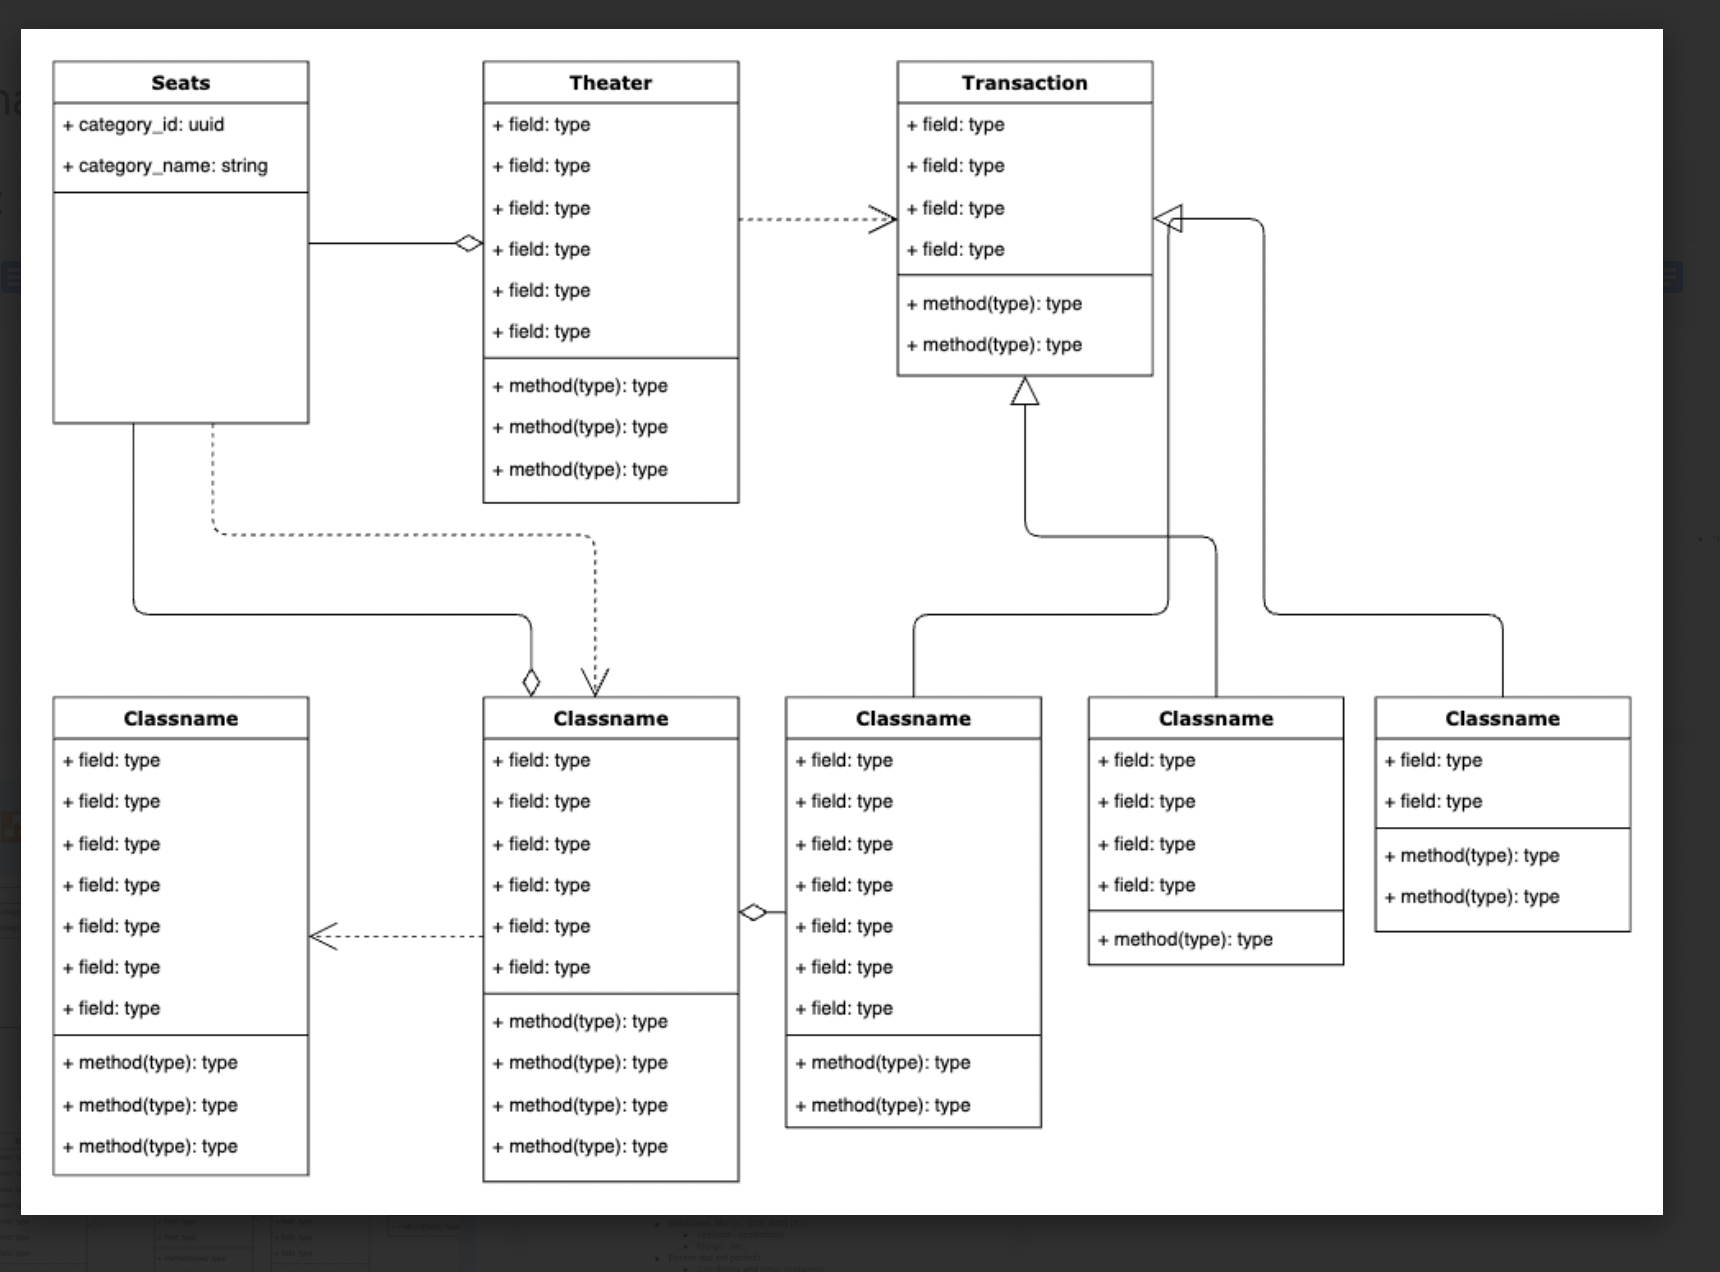 Seats
+ category_id: uuid
+ category_name: string
Theater
+ field: type
+ field: type
+ field: type
+ field: type
+ field: type
+ field: type
+ method(type): type
+ method(type): type
+ method(type): type
Transaction
+ field: type
+ field: type
+ field: type
+ field: type
+ method(type): type
+ method(type): type
Classname
+ field: type
+ field: type
+ field: type
+ field: type
+ field: type
+ field: type
+ field: type
+ method(type): type
+ method(type): type
+ method(type): type
Classname
+ field: type
+ field: type
+ field: type
+ field: type
+ field: type
+ field: type
+ method(type): type
+ method(type): type
+ method(type): type
+ method(type): type
Classname
+ field: type
+ field: type
+ field: type
+ field: type
+ field: type
+ field: type
+ field: type
+ method(type): type
+ method(type): type
Classname
+ field: type
+ field: type
+ field: type
+ field: type
+ method(type): type
Classname
+ field: type
+ field: type
+ method(type): type
+ method(type): type